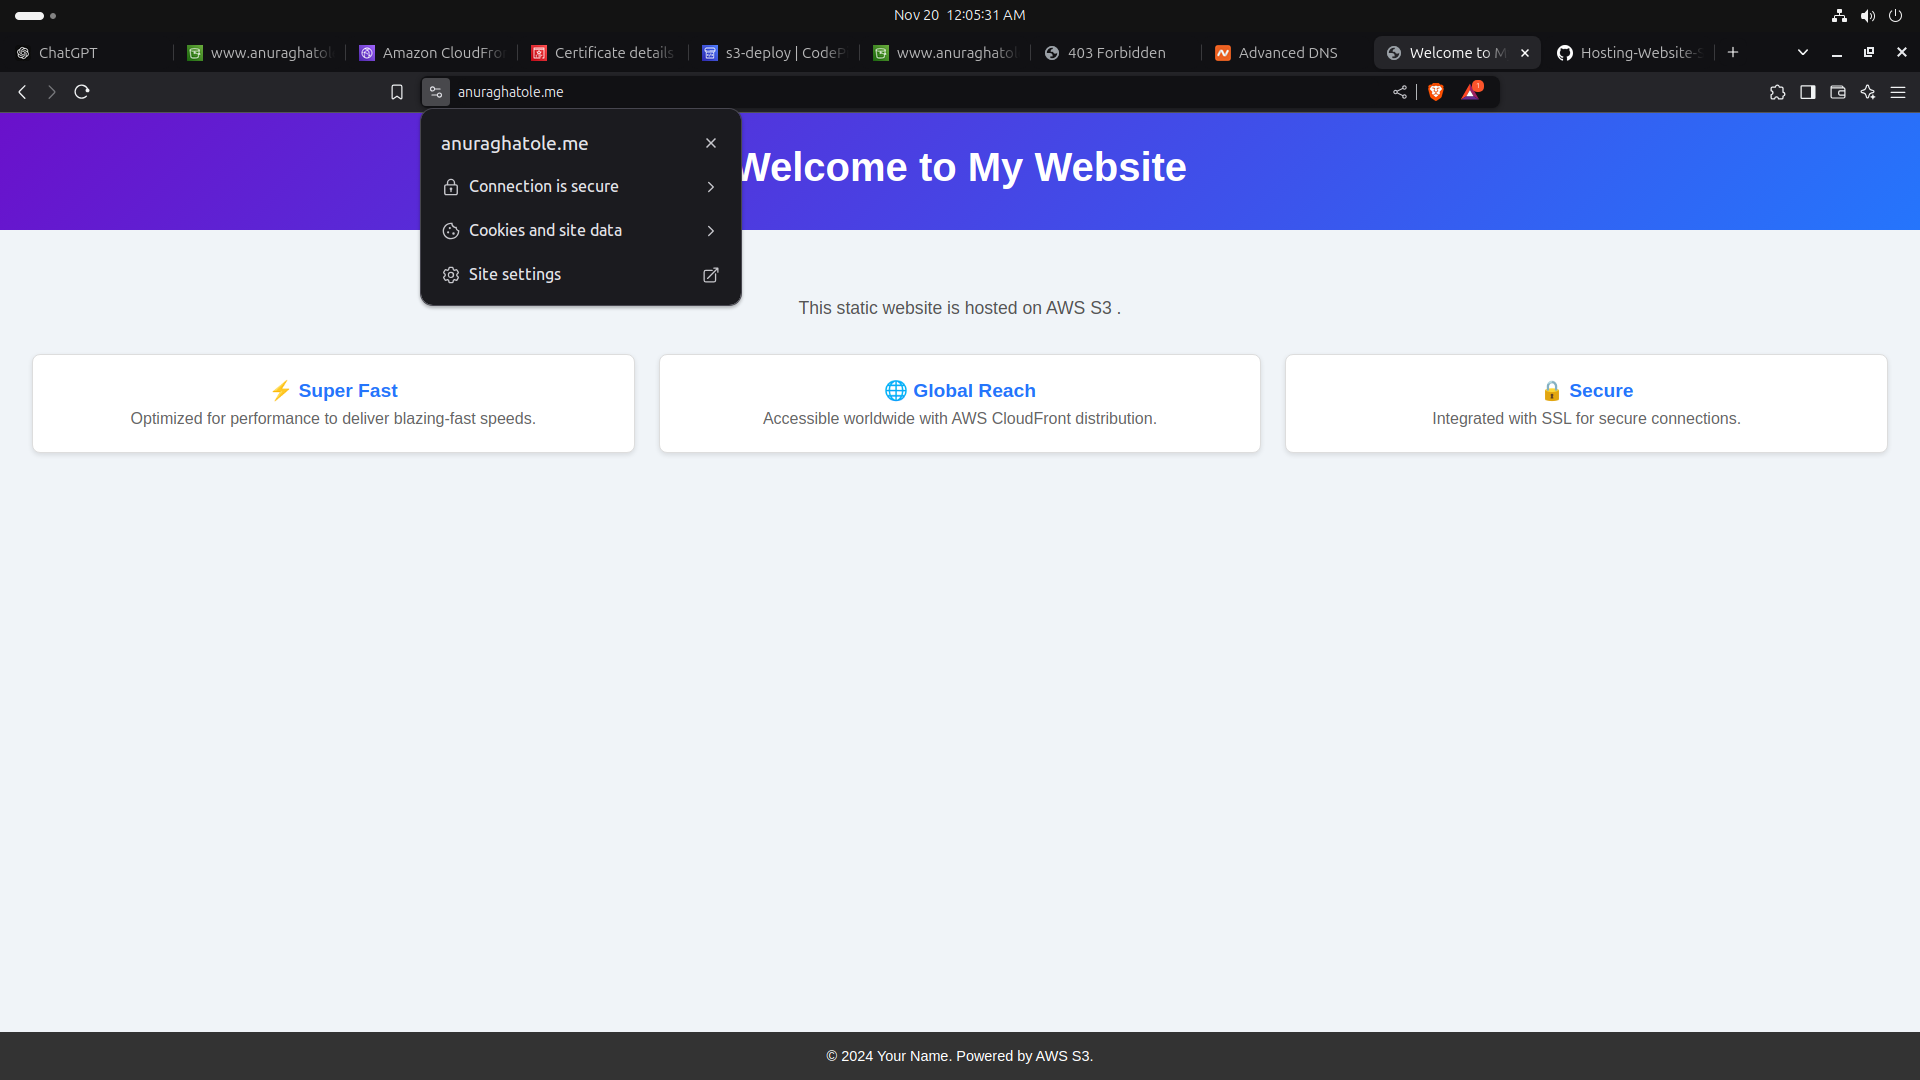 Nov 20 12:05:31 AM
ChatGPT
www.anuraghatol
Amazon CloudFro
Certificate details
s3-deploy | CodeP
www.anuraghatol
403 Forbidden
Advanced DNS
Welcome to M
Hosting-Website-S
anuraghatole.me
1
anuraghatole.me
Connection is secure
Cookies and site data
Site settings
Welcome to My Website
This static website is hosted on AWS S3 .
⚡ Super Fast
Optimized for performance to deliver blazing-fast speeds.
🌐 Global Reach
Accessible worldwide with AWS CloudFront distribution.
🔒 Secure
Integrated with SSL for secure connections.
© 2024 Your Name. Powered by AWS S3.